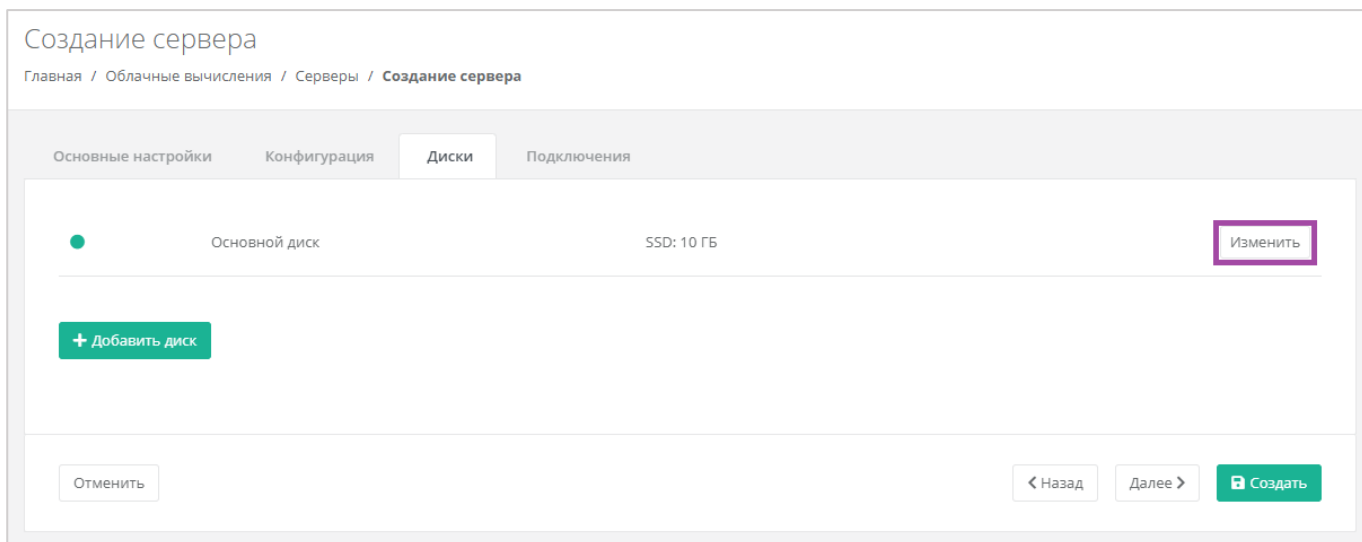 Создание сервера
Главная / Облачные вычисления / Серверы / Создание сервера
Основные настройки Конфигурация Диски Подключения
Основной диск SSD: 10 ГБ Изменить
Добавить диск
Отменить Назад Далее Создать